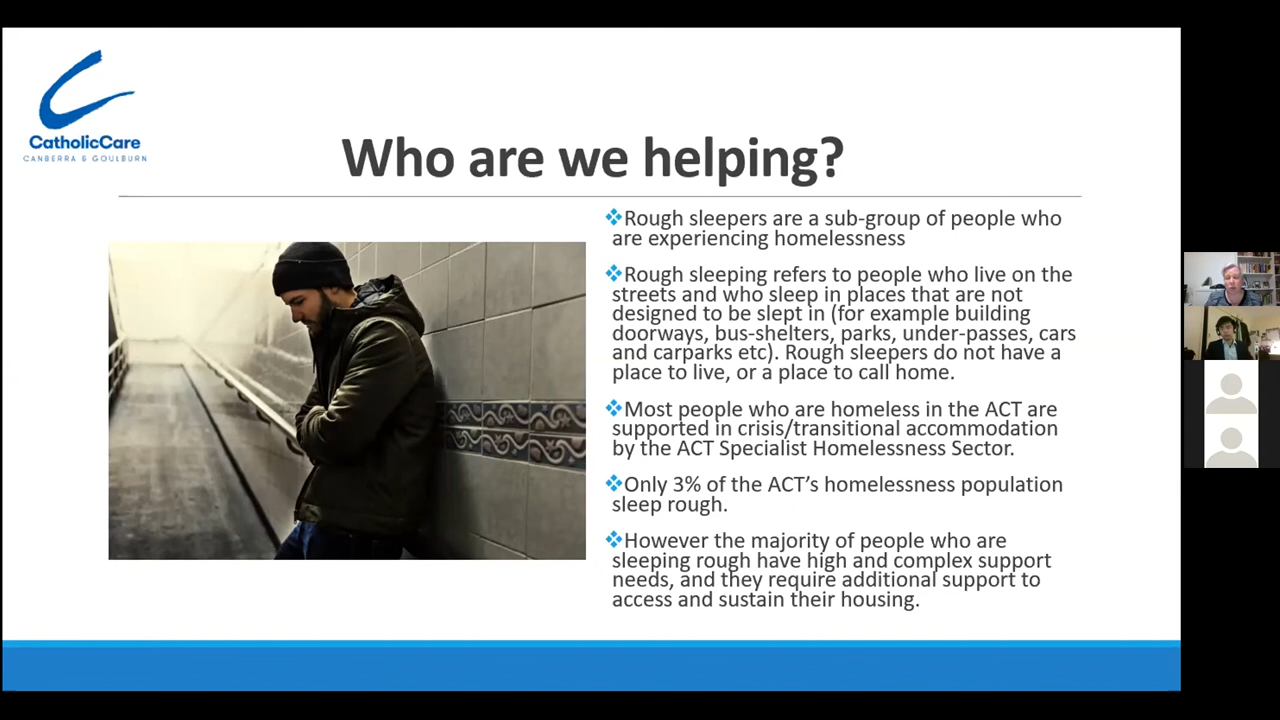 CatholicCare
CANBERRA & GOULBURN
Who are we helping?
❖Rough sleepers are a sub-group of people who
are experiencing homelessness
❖Rough sleeping refers to people who live on the
streets and who sleep in places that are not
designed to be slept in (for example building
doorways, bus-shelters, parks, under-passes, cars
and carparks etc). Rough sleepers do not have a
place to live, or a place to call home.
❖Most people who are homeless in the ACT are
supported in crisis/transitional accommodation
by the ACT Specialist Homelessness Sector.
❖Only 3% of the ACT’s homelessness population
sleep rough.
❖However the majority of people who are
sleeping rough have high and complex support
needs, and they require additional support to
access and sustain their housing.